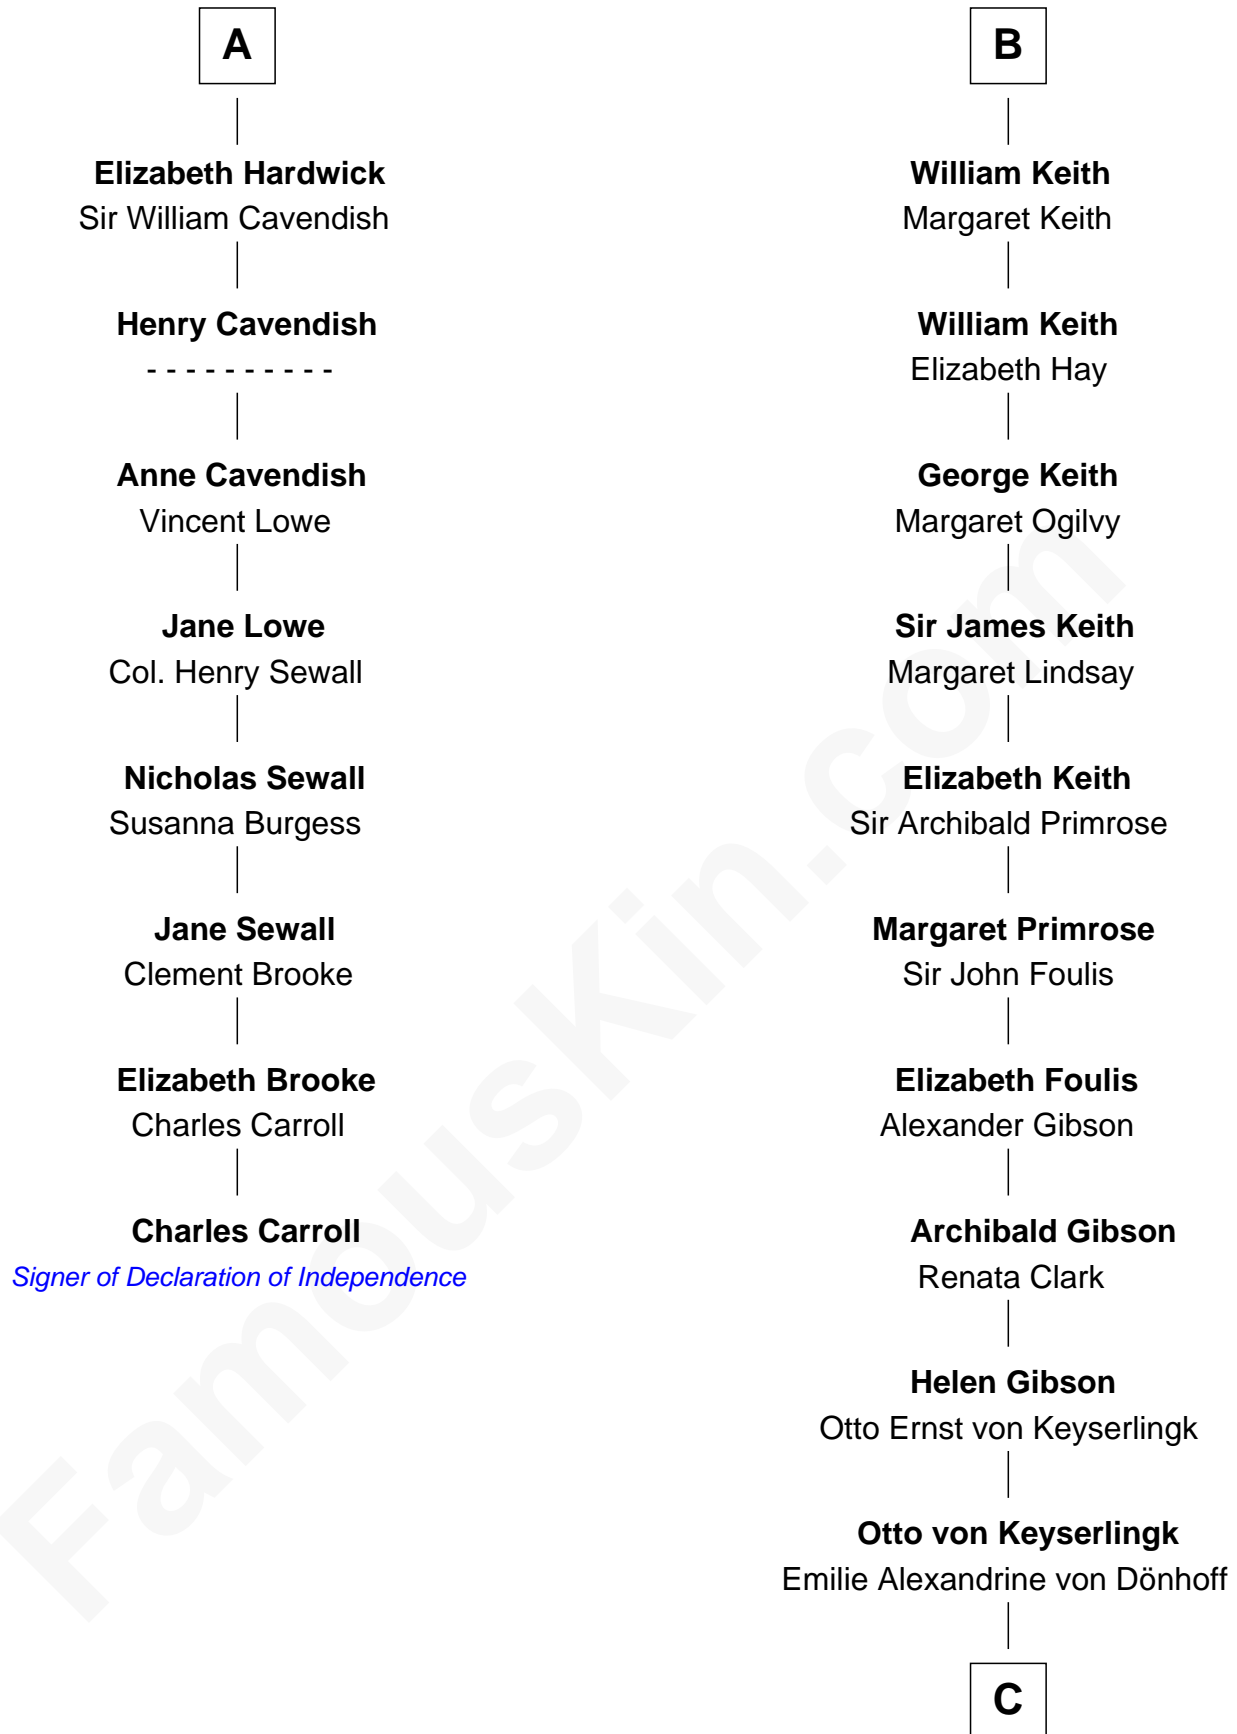 A
Elizabeth Hardwick
Sir William Cavendish
Henry Cavendish
- - - - - - - - - -
Anne Cavendish
Vincent Lowe
Jane Lowe
Col. Henry Sewall
Nicholas Sewall
Susanna Burgess
Jane Sewall
Clement Brooke
Elizabeth Brooke
Charles Carroll
Charles Carroll
Signer of Declaration of Independence
B
William Keith
Margaret Keith
William Keith
Elizabeth Hay
George Keith
Margaret Ogilvy
Sir James Keith
Margaret Lindsay
Elizabeth Keith
Sir Archibald Primrose
Margaret Primrose
Sir John Foulis
Elizabeth Foulis
Alexander Gibson
Archibald Gibson
Renata Clark
Helen Gibson
Otto Ernst von Keyserlingk
Otto von Keyserlingk
Emilie Alexandrine von Dönhoff
C
FamousKin.com